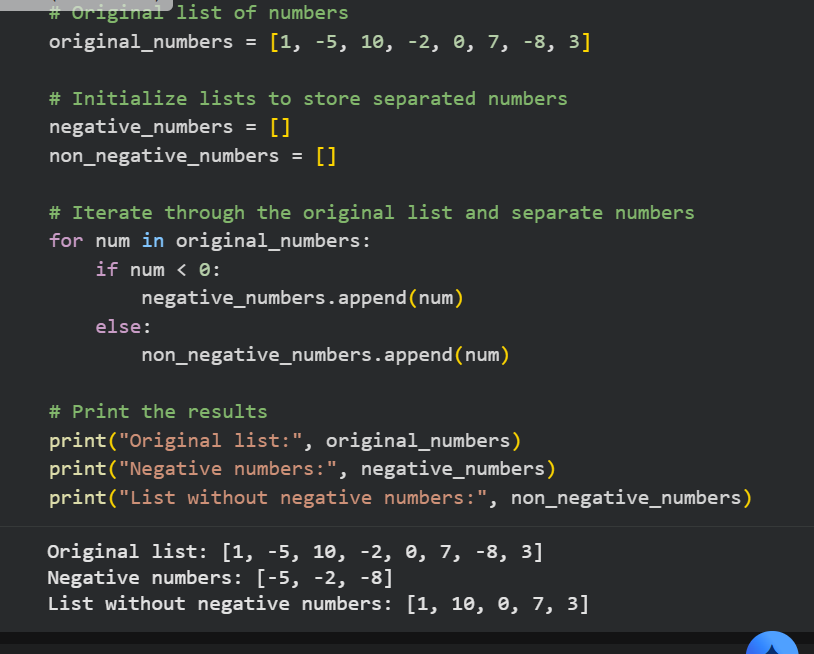 # Original list of numbers
original_numbers = [1, -5, 10, -2, 0, 7, -8, 3]

# Initialize lists to store separated numbers
negative_numbers = []
non_negative_numbers = []

# Iterate through the original list and separate numbers
for num in original_numbers:
    if num < 0:
        negative_numbers.append(num)
    else:
        non_negative_numbers.append(num)

# Print the results
print("Original list:", original_numbers)
print("Negative numbers:", negative_numbers)
print("List without negative numbers:", non_negative_numbers)

Original list: [1, -5, 10, -2, 0, 7, -8, 3]
Negative numbers: [-5, -2, -8]
List without negative numbers: [1, 10, 0, 7, 3]